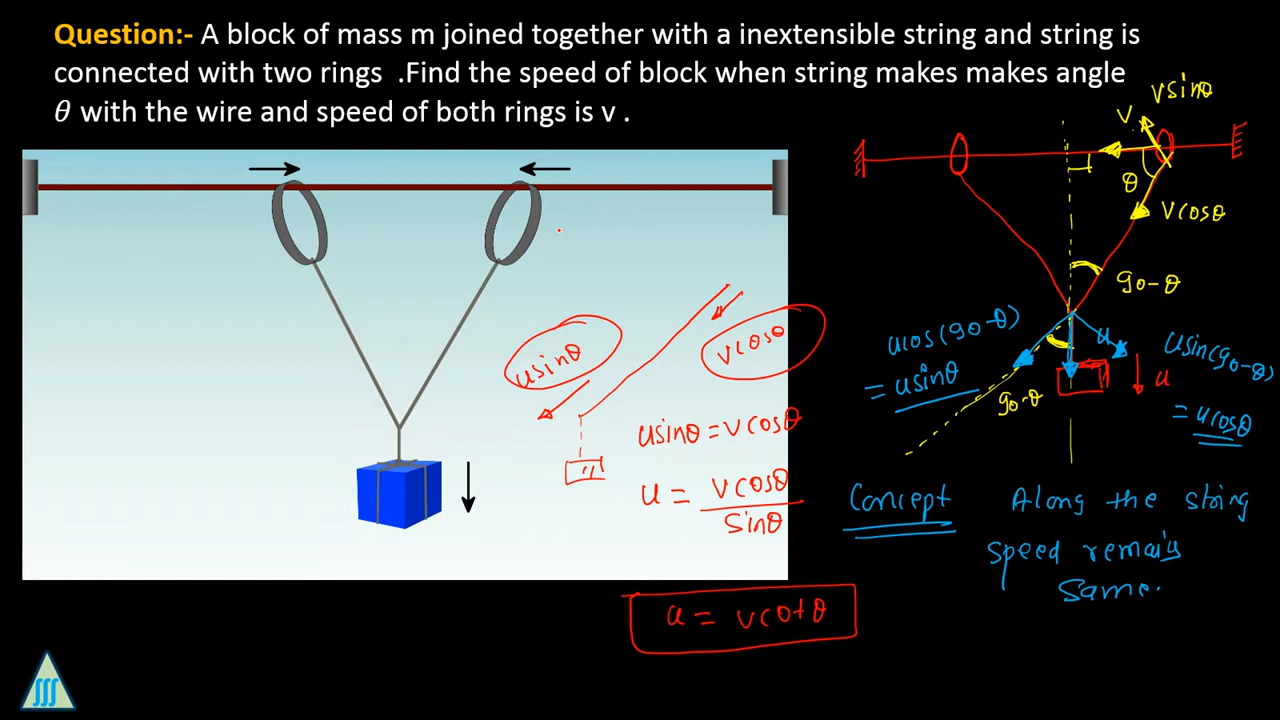 Question:- A block of mass m joined together with a inextensible string and string is
connected with two rings .Find the speed of block when string makes makes angle
θ with the wire and speed of both rings is v .
vsinθ
v
θ
vcosθ
90-θ
ucos(90-θ)
= usinθ
90-θ
u
usin(90-θ)
= ucosθ
u
usinθ
vcosθ
usinθ = vcosθ
u = vcosθ
sinθ
u = vcotθ
Concept Along the string
speed remains
same.